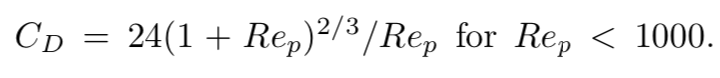 C_D = 24(1 + Re_p)^{2/3}/Re_p for Re_p < 1000.